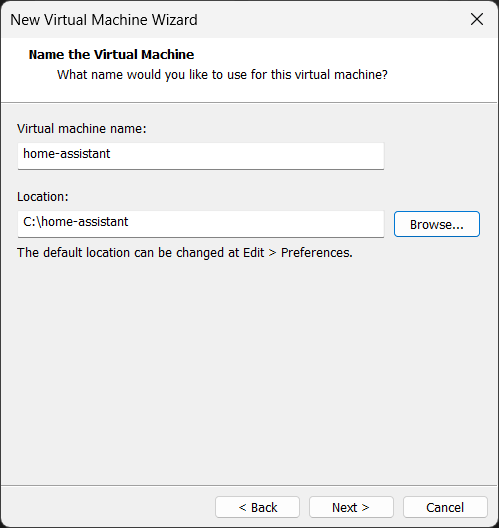 New Virtual Machine Wizard
Name the Virtual Machine
What name would you like to use for this virtual machine?
Virtual machine name:
home-assistant
Location:
C:\home-assistant
Browse...
The default location can be changed at Edit > Preferences.
< Back
Next >
Cancel